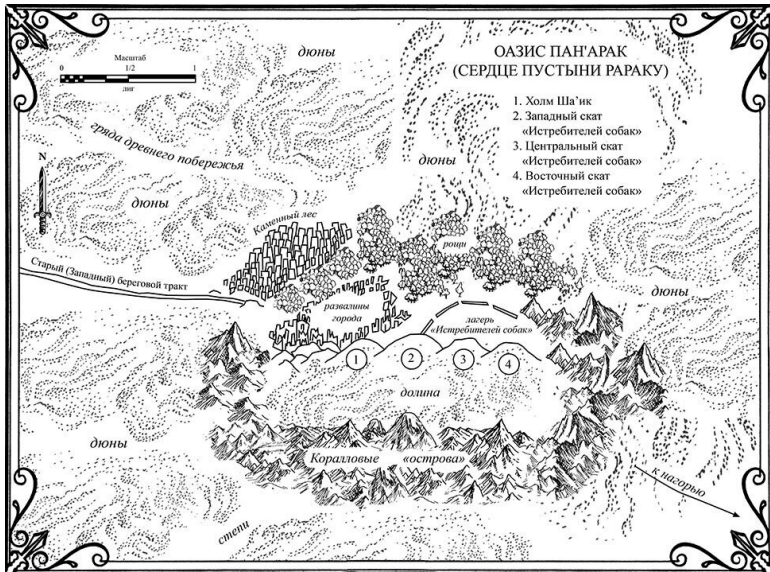 Масштаб
0 1/2 1
лиг
дюны
ОАЗИС ПАН'АРАК
(СЕРДЦЕ ПУСТЫНИ РАРАКУ)
1. Холм Ша’ик
2. Западный скат
«Истребителей собак»
3. Центральный скат
«Истребителей собак»
4. Восточный скат
«Истребителей собак»
гряда древнего побережья
дюны
N
дюны
Каменный лес
рощи
Старый (Западный) береговой тракт
дюны
развалины
города
лагерь
«Истребителей собак»
1 2 3 4
долина
дюны
Коралловые «острова»
к нагорью
степи